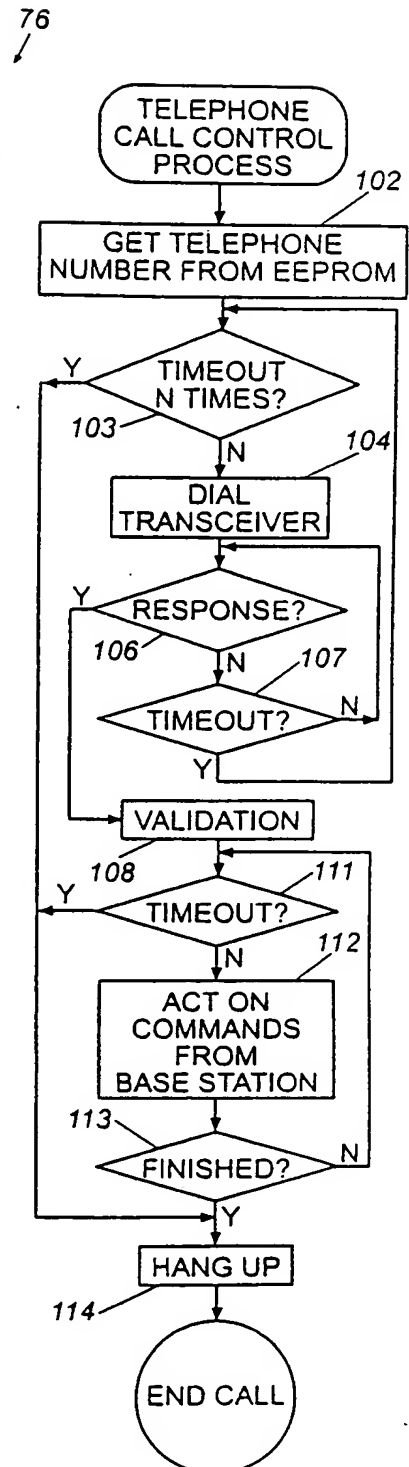 76
TELEPHONE
CALL CONTROL
PROCESS
102
GET TELEPHONE
NUMBER FROM EEPROM
Y
TIMEOUT
N TIMES?
103
N
104
DIAL
TRANSCEIVER
Y
RESPONSE?
106
N
107
TIMEOUT?
N
Y
VALIDATION
108
111
Y
TIMEOUT?
N
112
ACT ON
COMMANDS
FROM
BASE STATION
113
FINISHED?
N
Y
HANG UP
114
END CALL